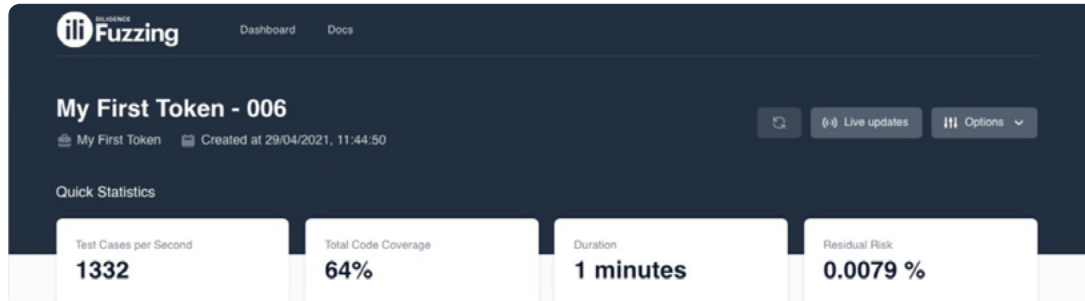 DILIGENCE
Fuzzing
Dashboard
Docs
My First Token - 006
My First Token
Created at 29/04/2021, 11:44:50
Live updates
Options
Quick Statistics
Test Cases per Second
1332
Total Code Coverage
64%
Duration
1 minutes
Residual Risk
0.0079 %